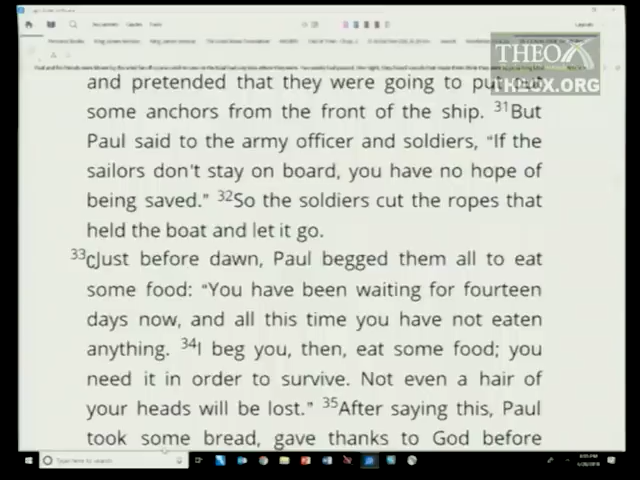 THEOX
THEOX.ORG
and pretended that they were going to put out
some anchors from the front of the ship. 31But
Paul said to the army officer and soldiers, "If the
sailors don't stay on board, you have no hope of
being saved." 32So the soldiers cut the ropes that
held the boat and let it go.
33cJust before dawn, Paul begged them all to eat
some food: "You have been waiting for fourteen
days now, and all this time you have not eaten
anything. 34I beg you, then, eat some food; you
need it in order to survive. Not even a hair of
your heads will be lost." 35After saying this, Paul
took some bread, gave thanks to God before
Type here to search